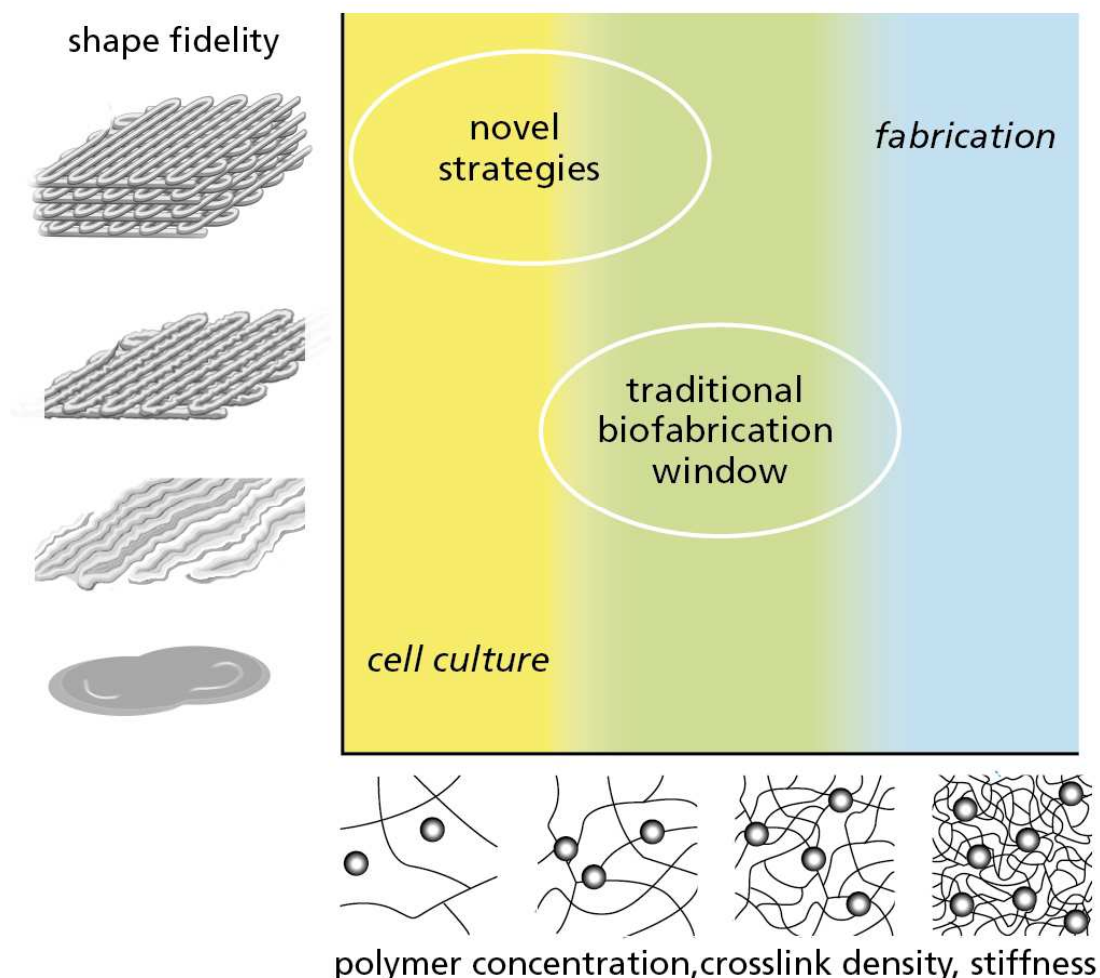 shape fidelity
novel
strategies
fabrication
traditional
biofabrication
window
cell culture
polymer concentration,crosslink density, stiffness